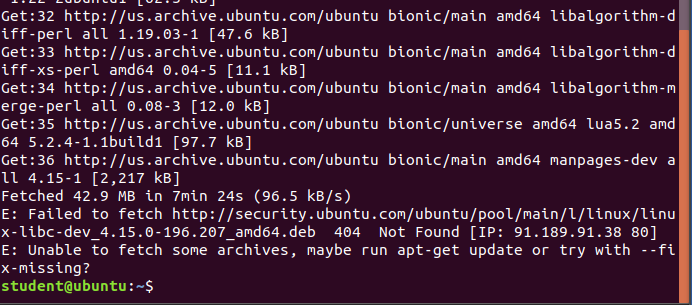 Get:32 http://us.archive.ubuntu.com/ubuntu bionic/main amd64 libalgorithm-d
iff-perl all 1.19.03-1 [47.6 kB]
Get:33 http://us.archive.ubuntu.com/ubuntu bionic/main amd64 libalgorithm-d
iff-xs-perl amd64 0.04-5 [11.1 kB]
Get:34 http://us.archive.ubuntu.com/ubuntu bionic/main amd64 libalgorithm-m
erge-perl all 0.08-3 [12.0 kB]
Get:35 http://us.archive.ubuntu.com/ubuntu bionic/universe amd64 lua5.2 amd
64 5.2.4-1.1build1 [97.7 kB]
Get:36 http://us.archive.ubuntu.com/ubuntu bionic/main amd64 manpages-dev a
ll 4.15-1 [2,217 kB]
Fetched 42.9 MB in 7min 24s (96.5 kB/s)
E: Failed to fetch http://security.ubuntu.com/ubuntu/pool/main/l/linux/linu
x-libc-dev_4.15.0-196.207_amd64.deb  404  Not Found [IP: 91.189.91.38 80]
E: Unable to fetch some archives, maybe run apt-get update or try with --fi
x-missing?
student@ubuntu:~$